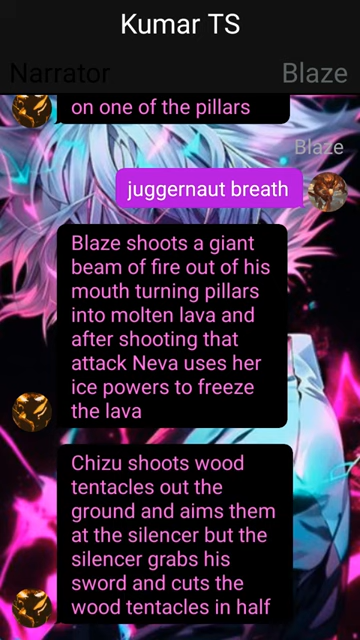 Kumar TS
Narrator
Blaze
on one of the pillars
Blaze
juggernaut breath
Blaze shoots a giant
beam of fire out of his
mouth turning pillars
into molten lava and
after shooting that
attack Neva uses her
ice powers to freeze
the lava
Chizu shoots wood
tentacles out the
ground and aims them
at the silencer but the
silencer grabs his
sword and cuts the
wood tentacles in half